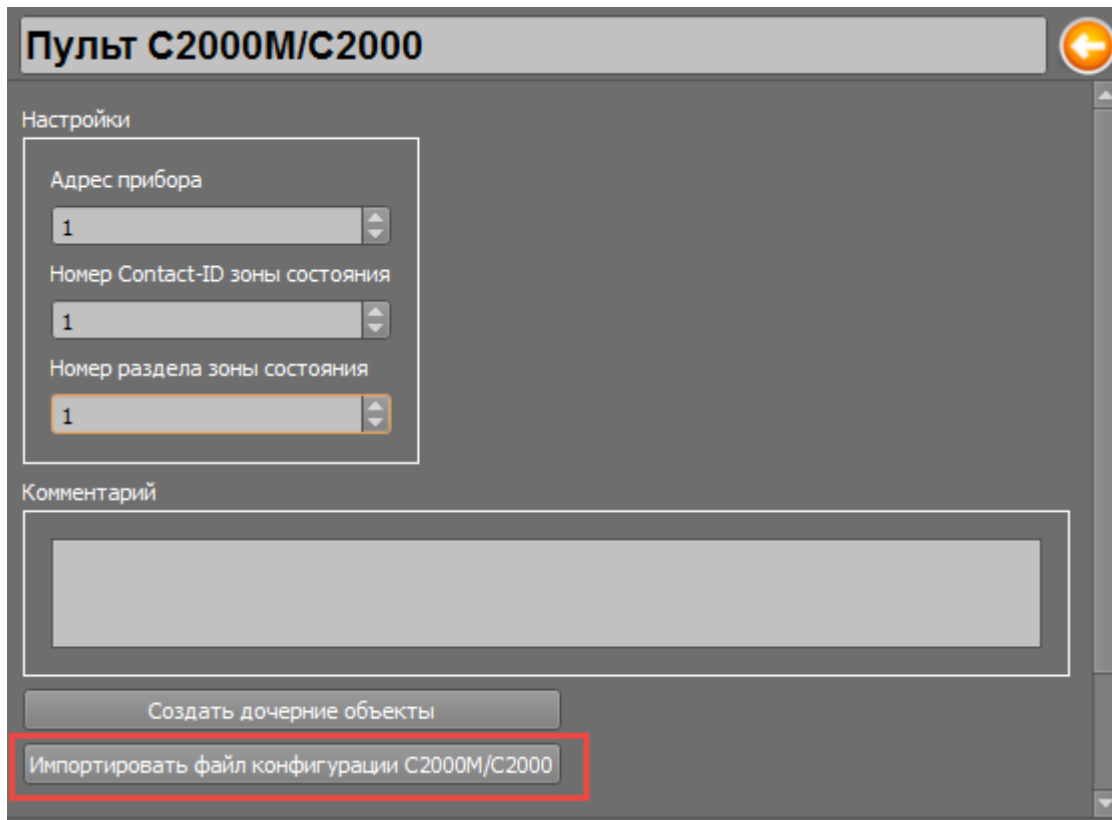 Пульт С2000М/С2000
Настройки
Адрес прибора
1
Номер Contact-ID зоны состояния
1
Номер раздела зоны состояния
1
Комментарий
Создать дочерние объекты
Импортировать файл конфигурации С2000М/С2000